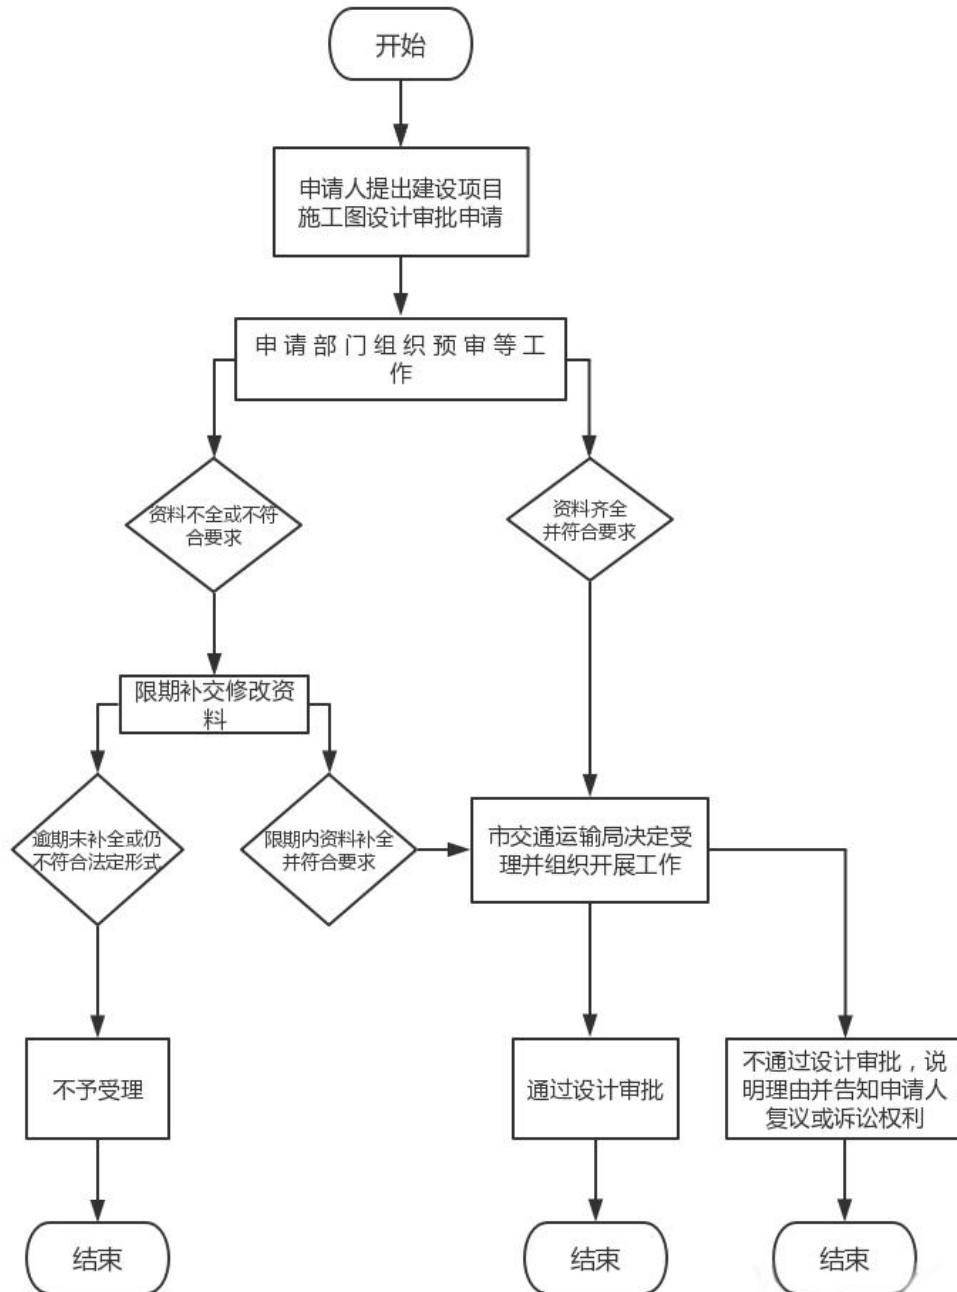 开始
申请人提出建设项目
施工图设计审批申请
申请部门组织预审等工
作
资料不全或不符
合要求
资料齐全
并符合要求
限期补交修改资
料
逾期未补全或仍
不符合法定形式
限期内资料补全
并符合要求
市交通运输局决定受
理并组织开展工作
不予受理
通过设计审批
不通过设计审批，说
明理由并告知申请人
复议或诉讼权利
结束
结束
结束